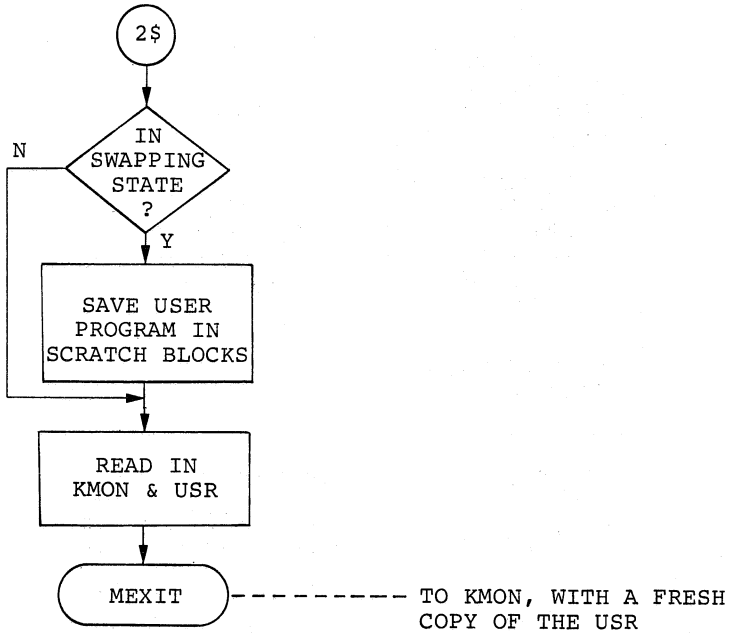 2$
IN
SWAPPING
STATE
?
N
Y
SAVE USER
PROGRAM IN
SCRATCH BLOCKS
READ IN
KMON & USR
MEXIT
TO KMON, WITH A FRESH
COPY OF THE USR